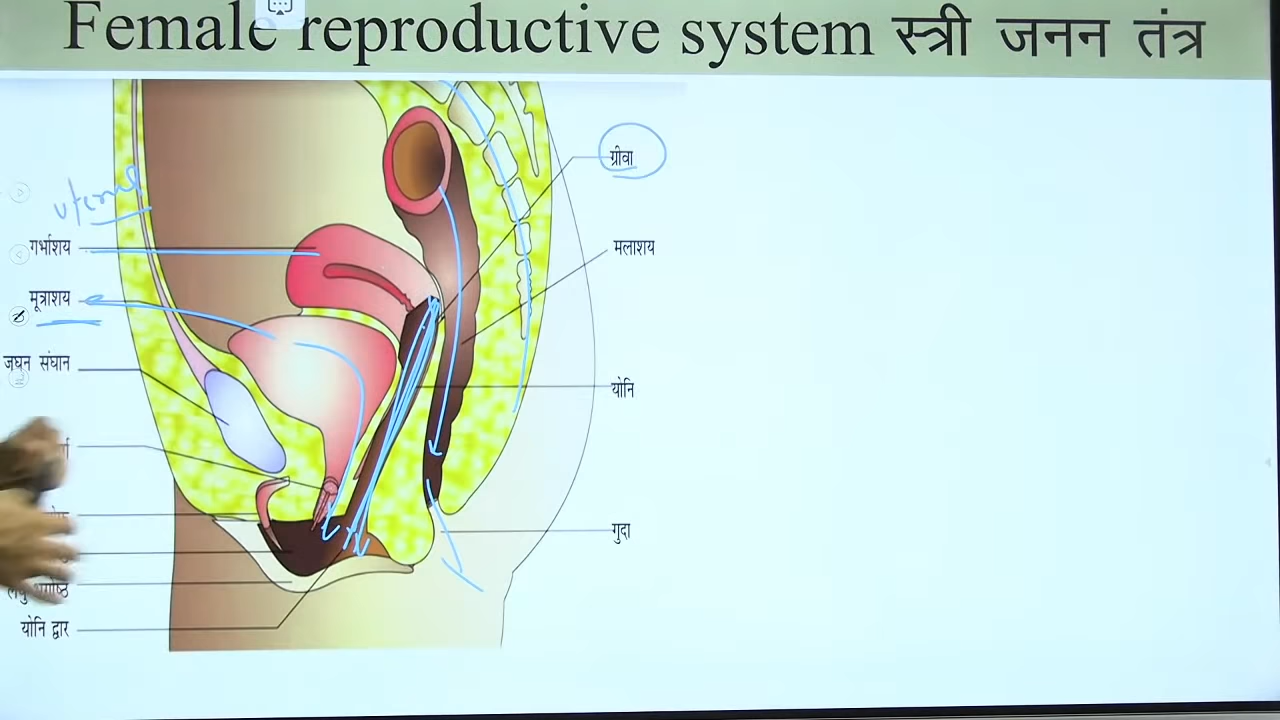 Female reproductive system स्त्री जनन तंत्र
ग्रीवा
uterus
गर्भाशय
मलाशय
मूत्राशय
जघन संघान
योनि
गुदा
योनि द्वार